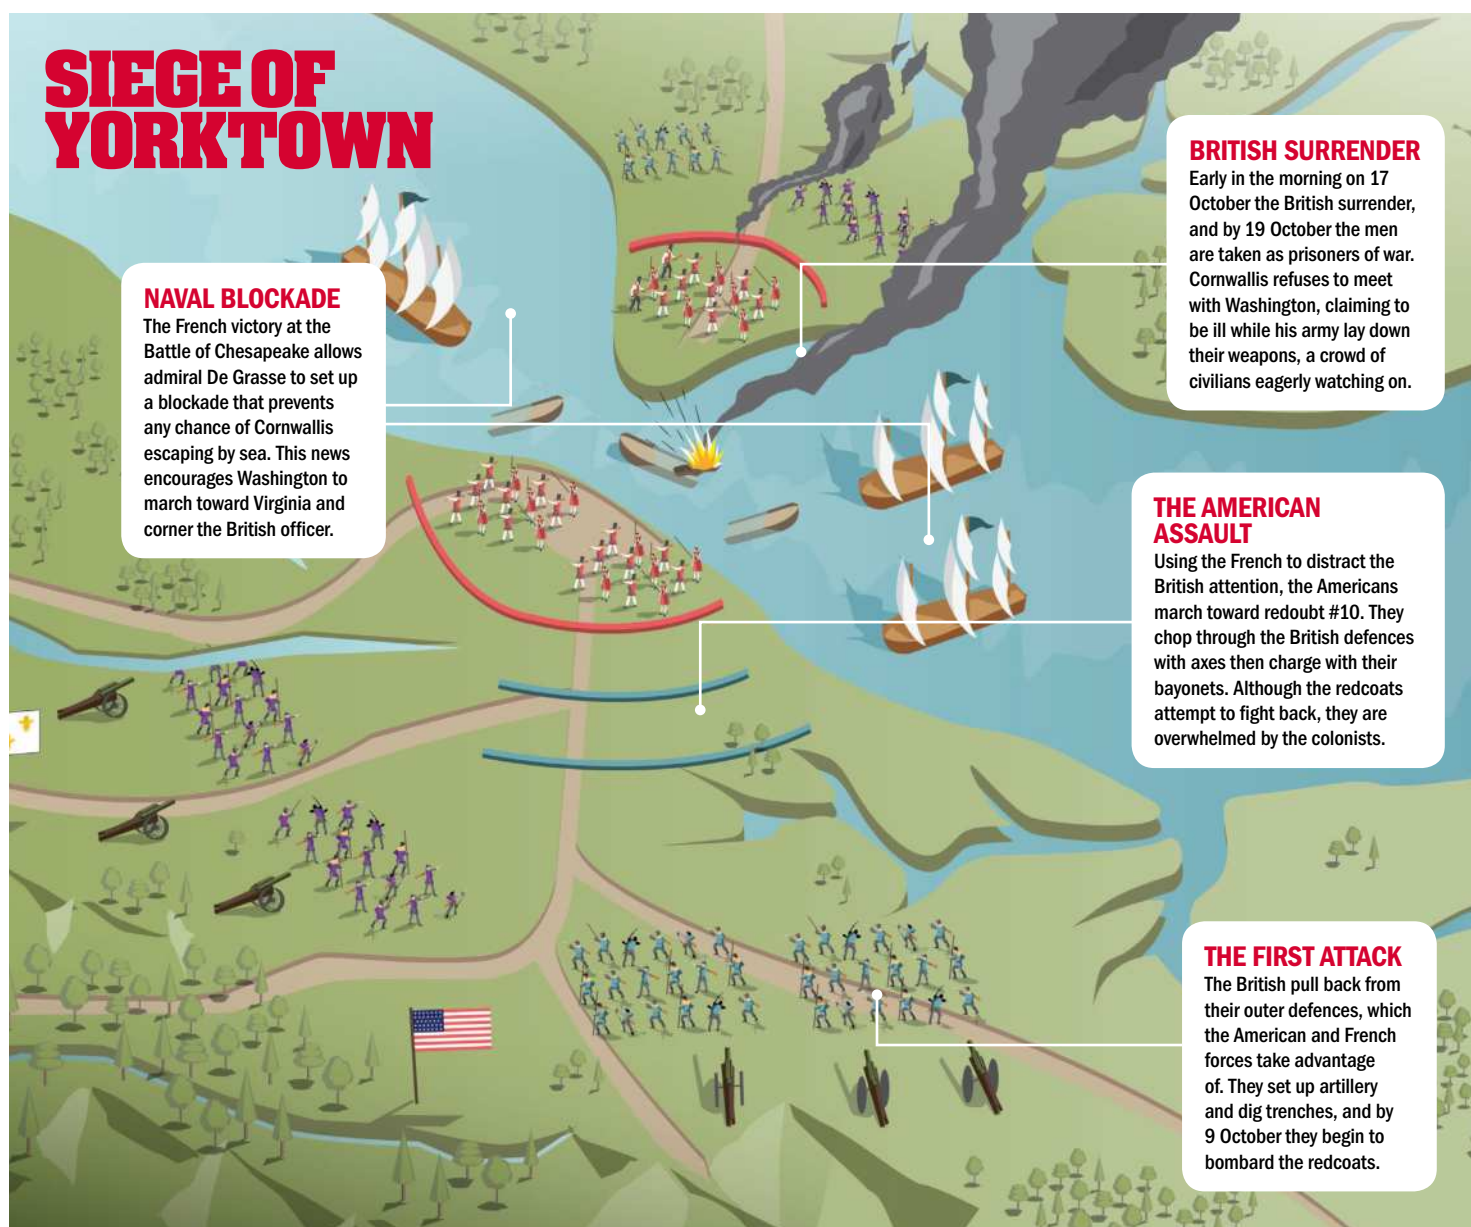 SIEGE OF
YORKTOWN
NAVAL BLOCKADE
The French victory at the
Battle of Chesapeake allows
admiral De Grasse to set up
a blockade that prevents
any chance of Cornwallis
escaping by sea. This news
encourages Washington to
march toward Virginia and
corner the British officer.
BRITISH SURRENDER
Early in the morning on 17
October the British surrender,
and by 19 October the men
are taken as prisoners of war.
Cornwallis refuses to meet
with Washington, claiming to
be ill while his army lay down
their weapons, a crowd of
civilians eagerly watching on.
THE AMERICAN
ASSAULT
Using the French to distract the
British attention, the Americans
march toward redoubt #10. They
chop through the British defences
with axes then charge with their
bayonets. Although the redcoats
attempt to fight back, they are
overwhelmed by the colonists.
THE FIRST ATTACK
The British pull back from
their outer defences, which
the American and French
forces take advantage
of. They set up artillery
and dig trenches, and by
9 October they begin to
bombard the redcoats.